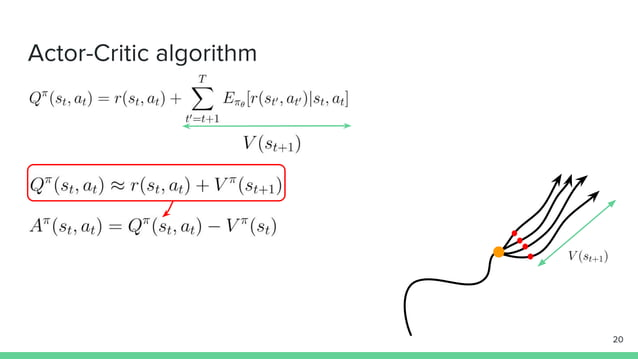 Actor-Critic algorithm
Q^π(s_t, a_t) = r(s_t, a_t) + ∑_{t'=t+1}^{T} E_{π_θ}[r(s_{t'}, a_{t'})|s_t, a_t]
V(s_{t+1})
Q^π(s_t, a_t) ≈ r(s_t, a_t) + V^π(s_{t+1})
A^π(s_t, a_t) = Q^π(s_t, a_t) − V^π(s_t)
V(s_{t+1})
20